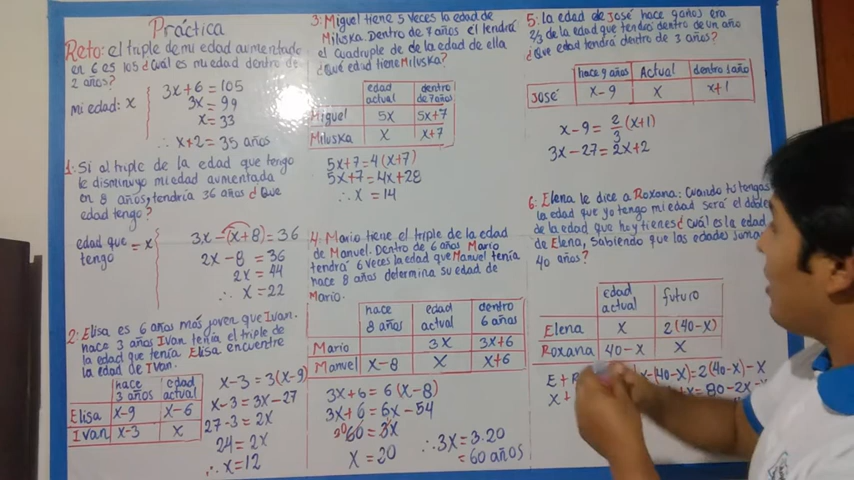 Práctica
Reto: el triple de mi edad aumentado
en 6 es 105 ¿Cuál es mi edad dentro de
2 años?
mi edad: x
3x+6 = 105
3x = 99
x = 33
∴ x+2 = 35 años
1: Si al triple de la edad que tengo
le disminuyo mi edad aumentada
en 8 años, tendría 36 años ¿Que
edad tengo?
edad que
tengo = x
3x-(x+8)=36
2x-8 = 36
2x = 44
∴ x = 22
2: Elisa es 6 años más joven que Ivan.
hace 3 años Ivan tenía el triple de
la edad que tenía Elisa encuentre
la edad de Ivan.
hace 3 años edad actual
Elisa x-9 x-6
Ivan x-3 x
x-3 = 3(x-9)
x-3 = 3x-27
27-3 = 2x
24 = 2x
∴ x = 12
3: Miguel tiene 5 veces la edad de
Miluska. Dentro de 7 años el tendrá
el cuadruple de de la edad de ella
¿Qué edad tiene Miluska?
edad actual dentro de 7 años
Miguel 5x 5x+7
Miluska x x+7
5x+7 = 4(x+7)
5x+7 = 4x+28
∴ x = 14
4: Mario tiene el triple de la edad
de Manuel. Dentro de 6 años Mario
tendrá 6 veces la edad que Manuel tenía
hace 8 años determina su edad de
Mario.
hace 8 años edad actual dentro 6 años
Mario 3x 3x+6
Manuel x-8 x x+6
3x+6 = 6(x-8)
3x+6 = 6x-54
20 60 = 3x
x = 20
∴ 3x = 3·20
= 60 años
5: la edad de José hace 9 años era
2/3 de la edad que tendrá dentro de un año
¿Que edad tendrá dentro de 3 años?
hace 9 años Actual dentro 1 año
José x-9 x x+1
x-9 = 2/3 (x+1)
3x-27 = 2x+2
6: Elena le dice a Roxana: Cuando tu tengas
la edad que yo tengo mi edad será el doble
de la edad que hoy tienes ¿Cuál es la edad
de Elena, Sabiendo que las edades suman
40 años?
edad actual futuro
Elena x 2(40-x)
Roxana 40-x x
E+
x-(40-x)=2(40-x)-x
x+
+x=80-2x-x